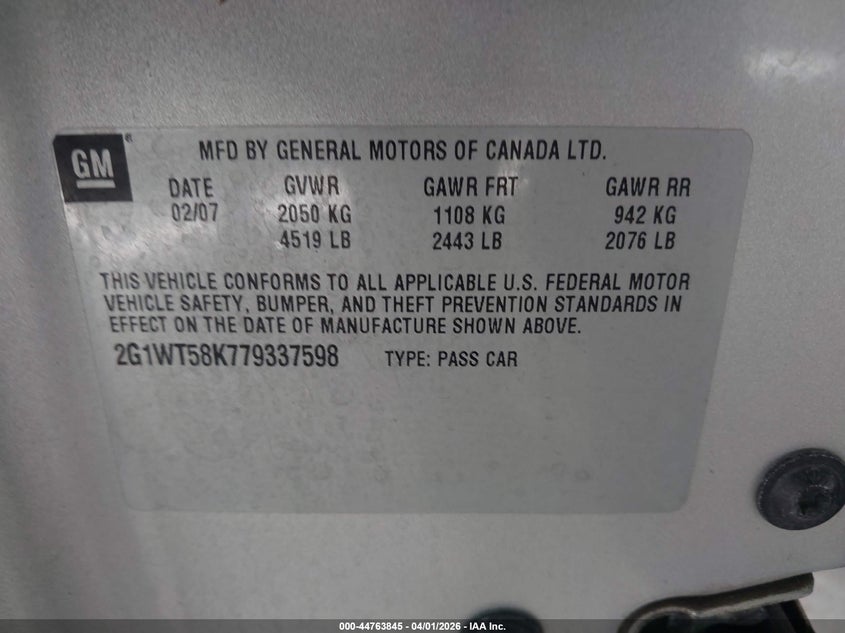 GM
MFD BY GENERAL MOTORS OF CANADA LTD.
DATE GVWR GAWR FRT GAWR RR
02/07 2050 KG 1108 KG 942 KG
4519 LB 2443 LB 2076 LB
THIS VEHICLE CONFORMS TO ALL APPLICABLE U.S. FEDERAL MOTOR
VEHICLE SAFETY, BUMPER, AND THEFT PREVENTION STANDARDS IN
EFFECT ON THE DATE OF MANUFACTURE SHOWN ABOVE.
2G1WT58K779337598 TYPE: PASS CAR
000-44763845 - 04/01/2026 - IAA Inc.